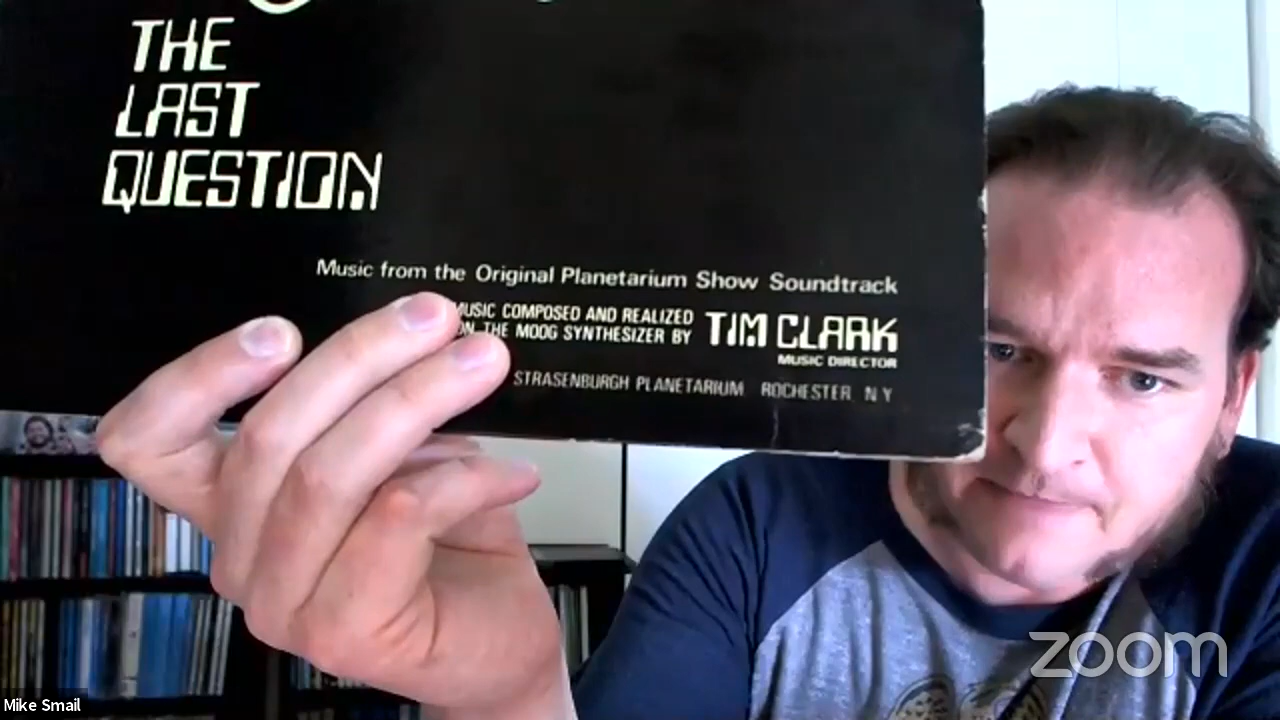 THE
LAST
QUESTION
Music from the Original Planetarium Show Soundtrack
MUSIC COMPOSED AND REALIZED
ON THE MOOG SYNTHESIZER BY TIM CLARK
MUSIC DIRECTOR
STRASENBURGH PLANETARIUM ROCHESTER N Y
zoom
Mike Smail